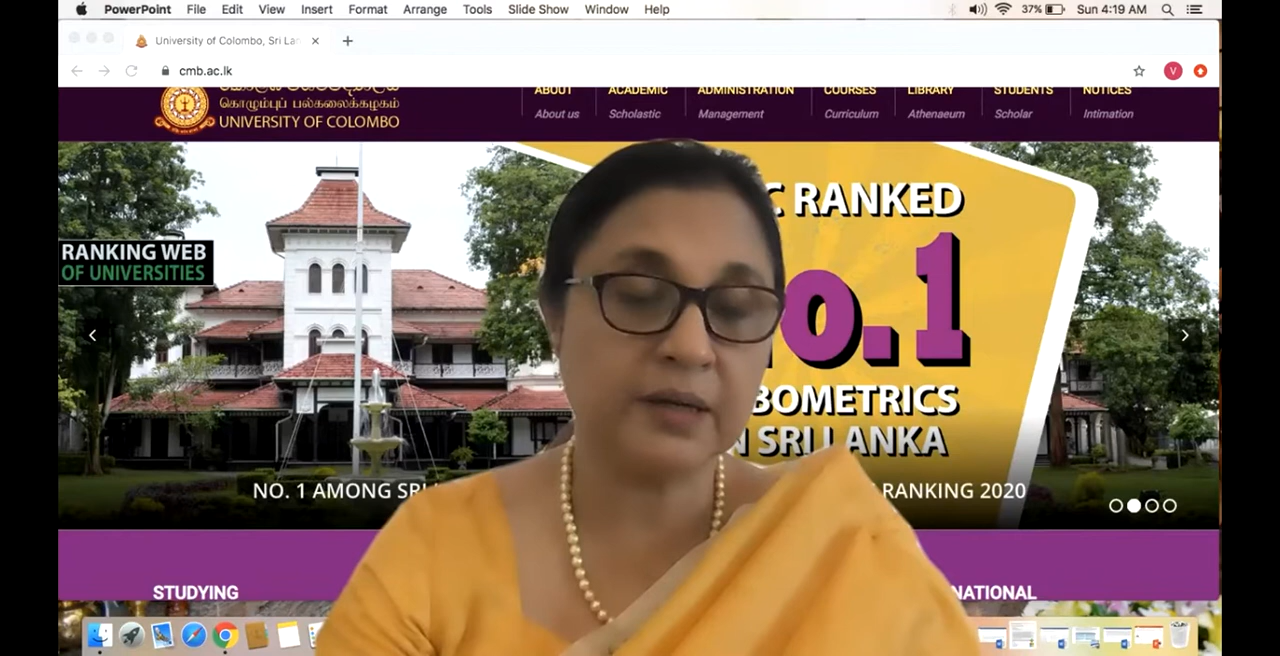 PowerPoint File Edit View Insert Format Arrange Tools Slide Show Window Help 37% Sun 4:19 AM
University of Colombo, Sri Lan
cmb.ac.lk V
ABOUT ACADEMIC ADMINISTRATION COURSES LIBRARY STUDENTS NOTICES
கொழும்புப் பல்கலைக்கழகம்
About us Scholastic Management Curriculum Athenaeum Scholar Intimation
UNIVERSITY OF COLOMBO
RANKED
No.1
RANKING WEB
OF UNIVERSITIES
BOMETRICS
N SRI LANKA
NO. 1 AMONG SRI RANKING 2020
STUDYING NATIONAL